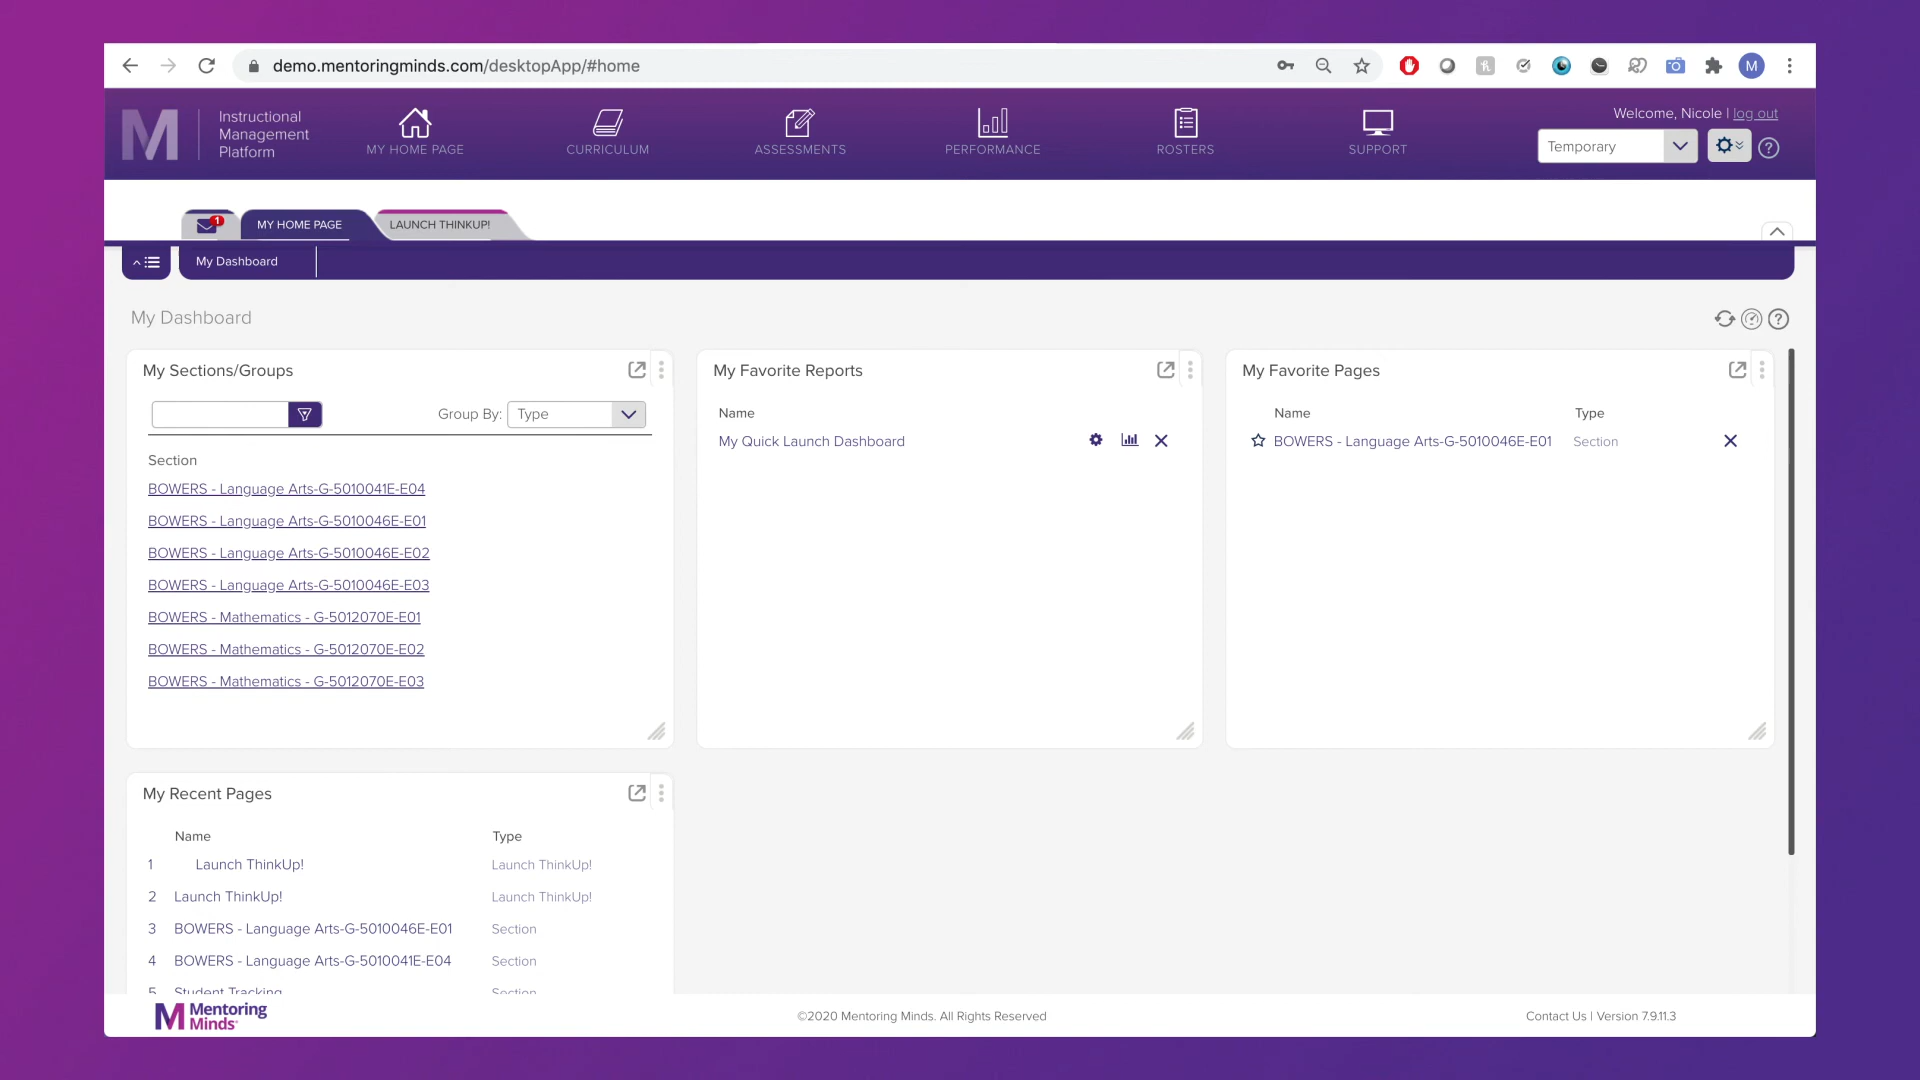 demo.mentoringminds.com/desktopApp/#home
M
M
Instructional
Management
Platform
MY HOME PAGE
CURRICULUM
ASSESSMENTS
PERFORMANCE
ROSTERS
SUPPORT
Welcome, Nicole | log out
Temporary
?
1
MY HOME PAGE
LAUNCH THINKUP!
My Dashboard
My Dashboard
?
My Sections/Groups
Group By: Type
Section
BOWERS - Language Arts-G-5010041E-E04
BOWERS - Language Arts-G-5010046E-E01
BOWERS - Language Arts-G-5010046E-E02
BOWERS - Language Arts-G-5010046E-E03
BOWERS - Mathematics - G-5012070E-E01
BOWERS - Mathematics - G-5012070E-E02
BOWERS - Mathematics - G-5012070E-E03
My Favorite Reports
Name
My Quick Launch Dashboard
My Favorite Pages
Name Type
BOWERS - Language Arts-G-5010046E-E01 Section
My Recent Pages
Name Type
1 Launch ThinkUp! Launch ThinkUp!
2 Launch ThinkUp! Launch ThinkUp!
3 BOWERS - Language Arts-G-5010046E-E01 Section
4 BOWERS - Language Arts-G-5010041E-E04 Section
5 Student Tracking Section
M Mentoring
Minds
©2020 Mentoring Minds. All Rights Reserved
Contact Us | Version 7.9.11.3